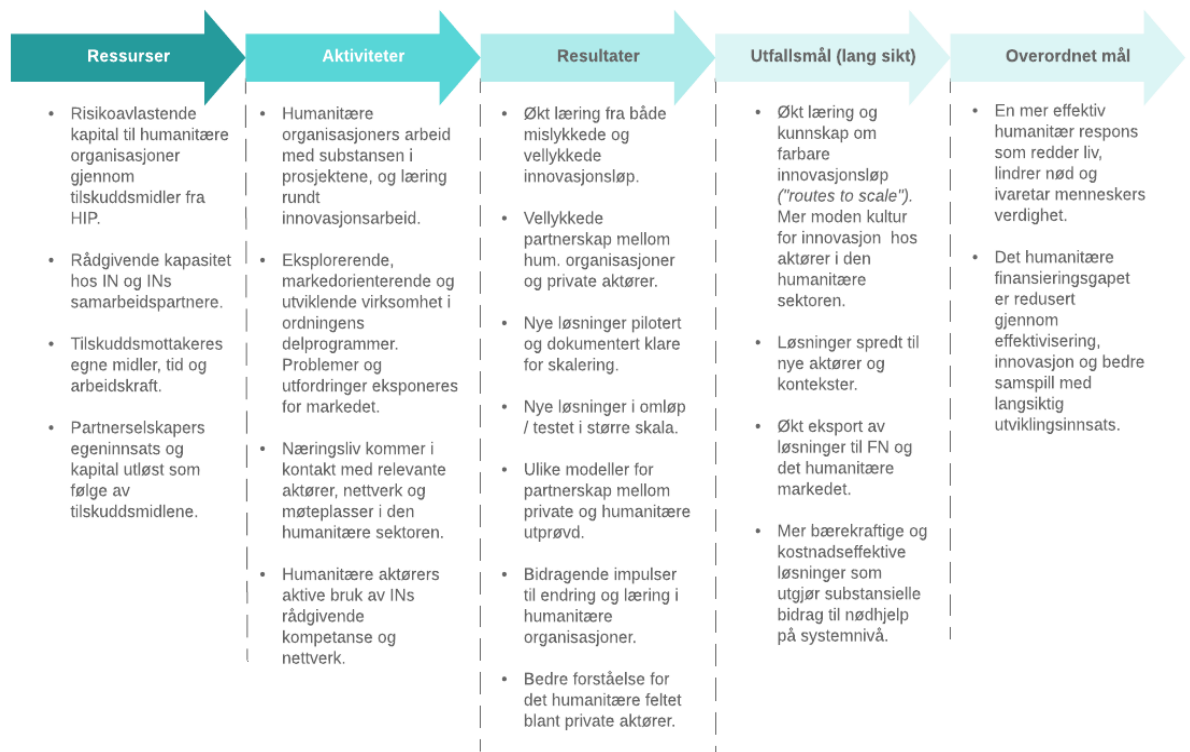 Ressurser
Aktiviteter
Resultater
Utfallsmål (lang sikt)
Overordnet mål
• Risikoavlastende
kapital til humanitære
organisasjoner
gjennom
tilskuddsmidler fra
HIP.
• Rådgivende kapasitet
hos IN og INs
samarbeidspartnere.
• Tilskuddsmottakeres
egne midler, tid og
arbeidskraft.
• Partnerselskapers
egeninnsats og
kapital utløst som
følge av
tilskuddsmidlene.
• Humanitære
organisasjoners arbeid
med substansen i
prosjektene, og læring
rundt
innovasjonsarbeid.
• Eksplorerende,
markedorienterende og
utviklende virksomhet i
ordningens
delprogrammer.
Problemer og
utfordringer eksponeres
for markedet.
• Næringsliv kommer i
kontakt med relevante
aktører, nettverk og
møteplasser i den
humanitære sektoren.
• Humanitære aktørers
aktive bruk av INs
rådgivende
kompetanse og
nettverk.
• Økt læring fra både
mislykkede og
vellykkede
innovasjonsløp.
• Vellykkede
partnerskap mellom
hum. organisasjoner
og private aktører.
• Nye løsninger pilotert
og dokumentert klare
for skalering.
• Nye løsninger i omløp
/ testet i større skala.
• Ulike modeller for
partnerskap mellom
private og humanitære
utprøvd.
• Bidragende impulser
til endring og læring i
humanitære
organisasjoner.
• Bedre forståelse for
det humanitære feltet
blant private aktører.
• Økt læring og
kunnskap om
farbare
innovasjonsløp
("routes to scale").
Mer moden kultur
for innovasjon hos
aktører i den
humanitære
sektoren.
• Løsninger spredt til
nye aktører og
kontekster.
• Økt eksport av
løsninger til FN og
det humanitære
markedet.
• Mer bærekraftige og
kostnadseffektive
løsninger som
utgjør substansielle
bidrag til nødhjelp
på systemnivå.
• En mer effektiv
humanitær respons
som redder liv,
lindrer nød og
ivaretar menneskers
verdighet.
• Det humanitære
finansieringsgapet
er redusert
gjennom
effektivisering,
innovasjon og bedre
samspill med
langsiktig
utviklingsinnsats.